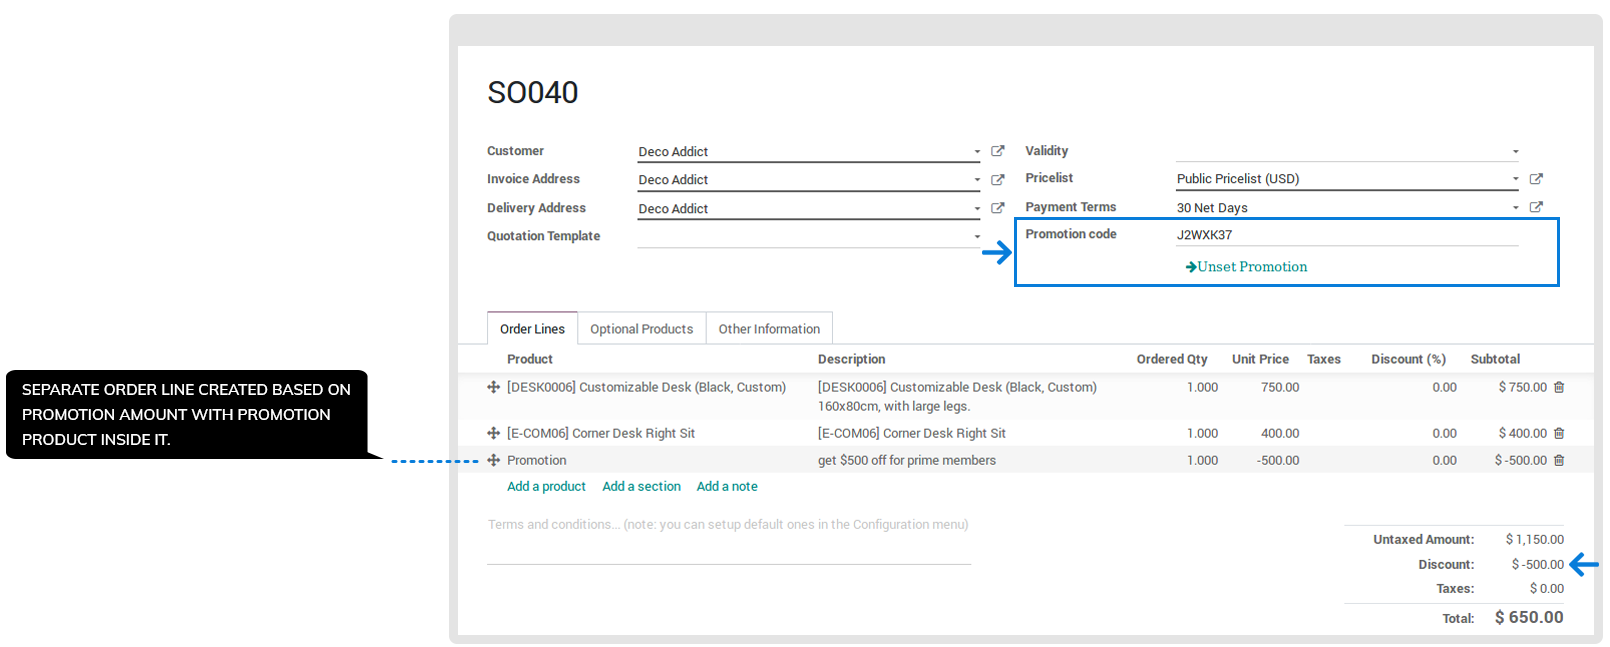 SO040
Customer Deco Addict
Invoice Address Deco Addict
Delivery Address Deco Addict
Quotation Template
Validity
Pricelist Public Pricelist (USD)
Payment Terms 30 Net Days
Promotion code J2WXK37
Unset Promotion
Order Lines Optional Products Other Information
Product Description Ordered Qty Unit Price Taxes Discount (%) Subtotal
[DESK0006] Customizable Desk (Black, Custom) [DESK0006] Customizable Desk (Black, Custom) 1.000 750.00 0.00 $ 750.00
160x80cm, with large legs.
[E-COM06] Corner Desk Right Sit [E-COM06] Corner Desk Right Sit 1.000 400.00 0.00 $ 400.00
Promotion get $500 off for prime members 1.000 -500.00 0.00 $ -500.00
Add a product Add a section Add a note
Terms and conditions... (note: you can setup default ones in the Configuration menu)
Untaxed Amount: $ 1,150.00
Discount: $ -500.00
Taxes: $ 0.00
Total: $ 650.00
SEPARATE ORDER LINE CREATED BASED ON
PROMOTION AMOUNT WITH PROMOTION
PRODUCT INSIDE IT.